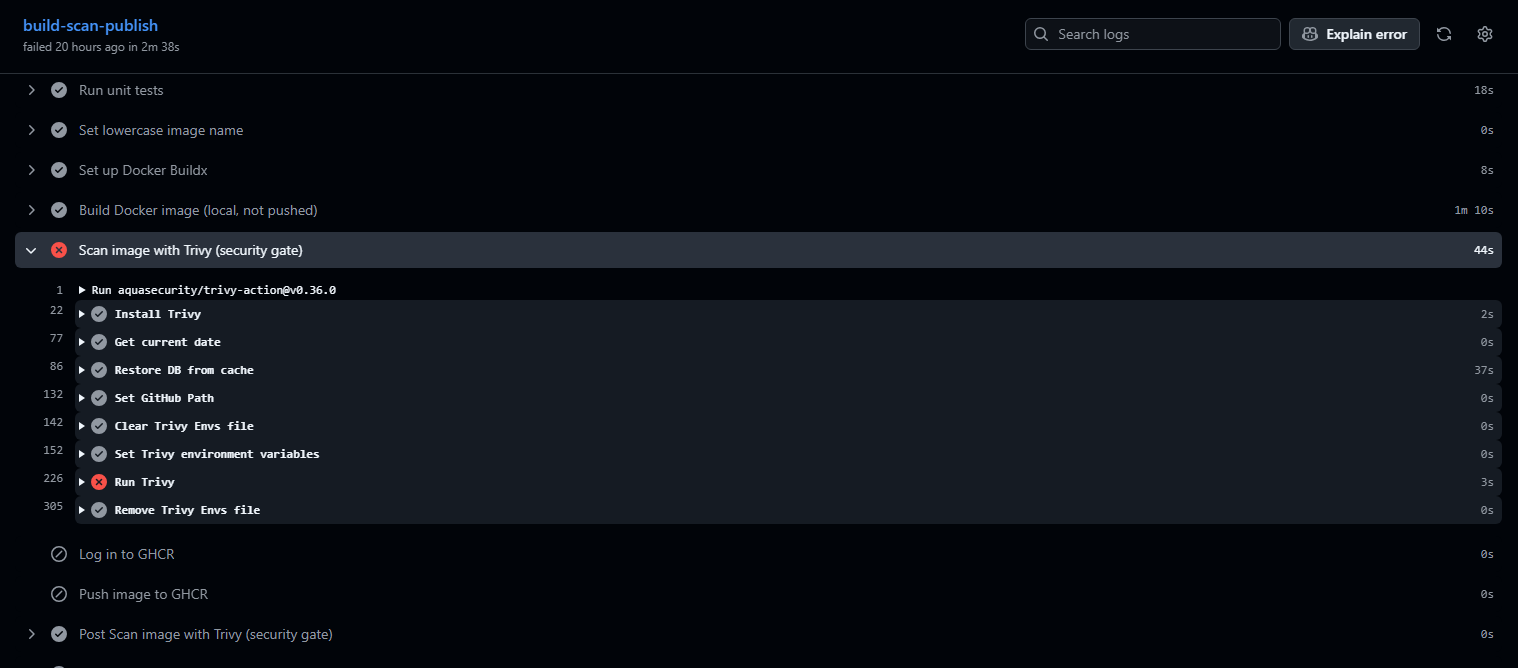 build-scan-publish
failed 20 hours ago in 2m 38s
Search logs
Explain error
Run unit tests 18s
Set lowercase image name 0s
Set up Docker Buildx 8s
Build Docker image (local, not pushed) 1m 10s
Scan image with Trivy (security gate) 44s
1 Run aquasecurity/trivy-action@v0.36.0
22 Install Trivy 2s
77 Get current date 0s
86 Restore DB from cache 37s
132 Set GitHub Path 0s
142 Clear Trivy Envs file 0s
152 Set Trivy environment variables 0s
226 Run Trivy 3s
305 Remove Trivy Envs file 0s
Log in to GHCR 0s
Push image to GHCR 0s
Post Scan image with Trivy (security gate) 0s